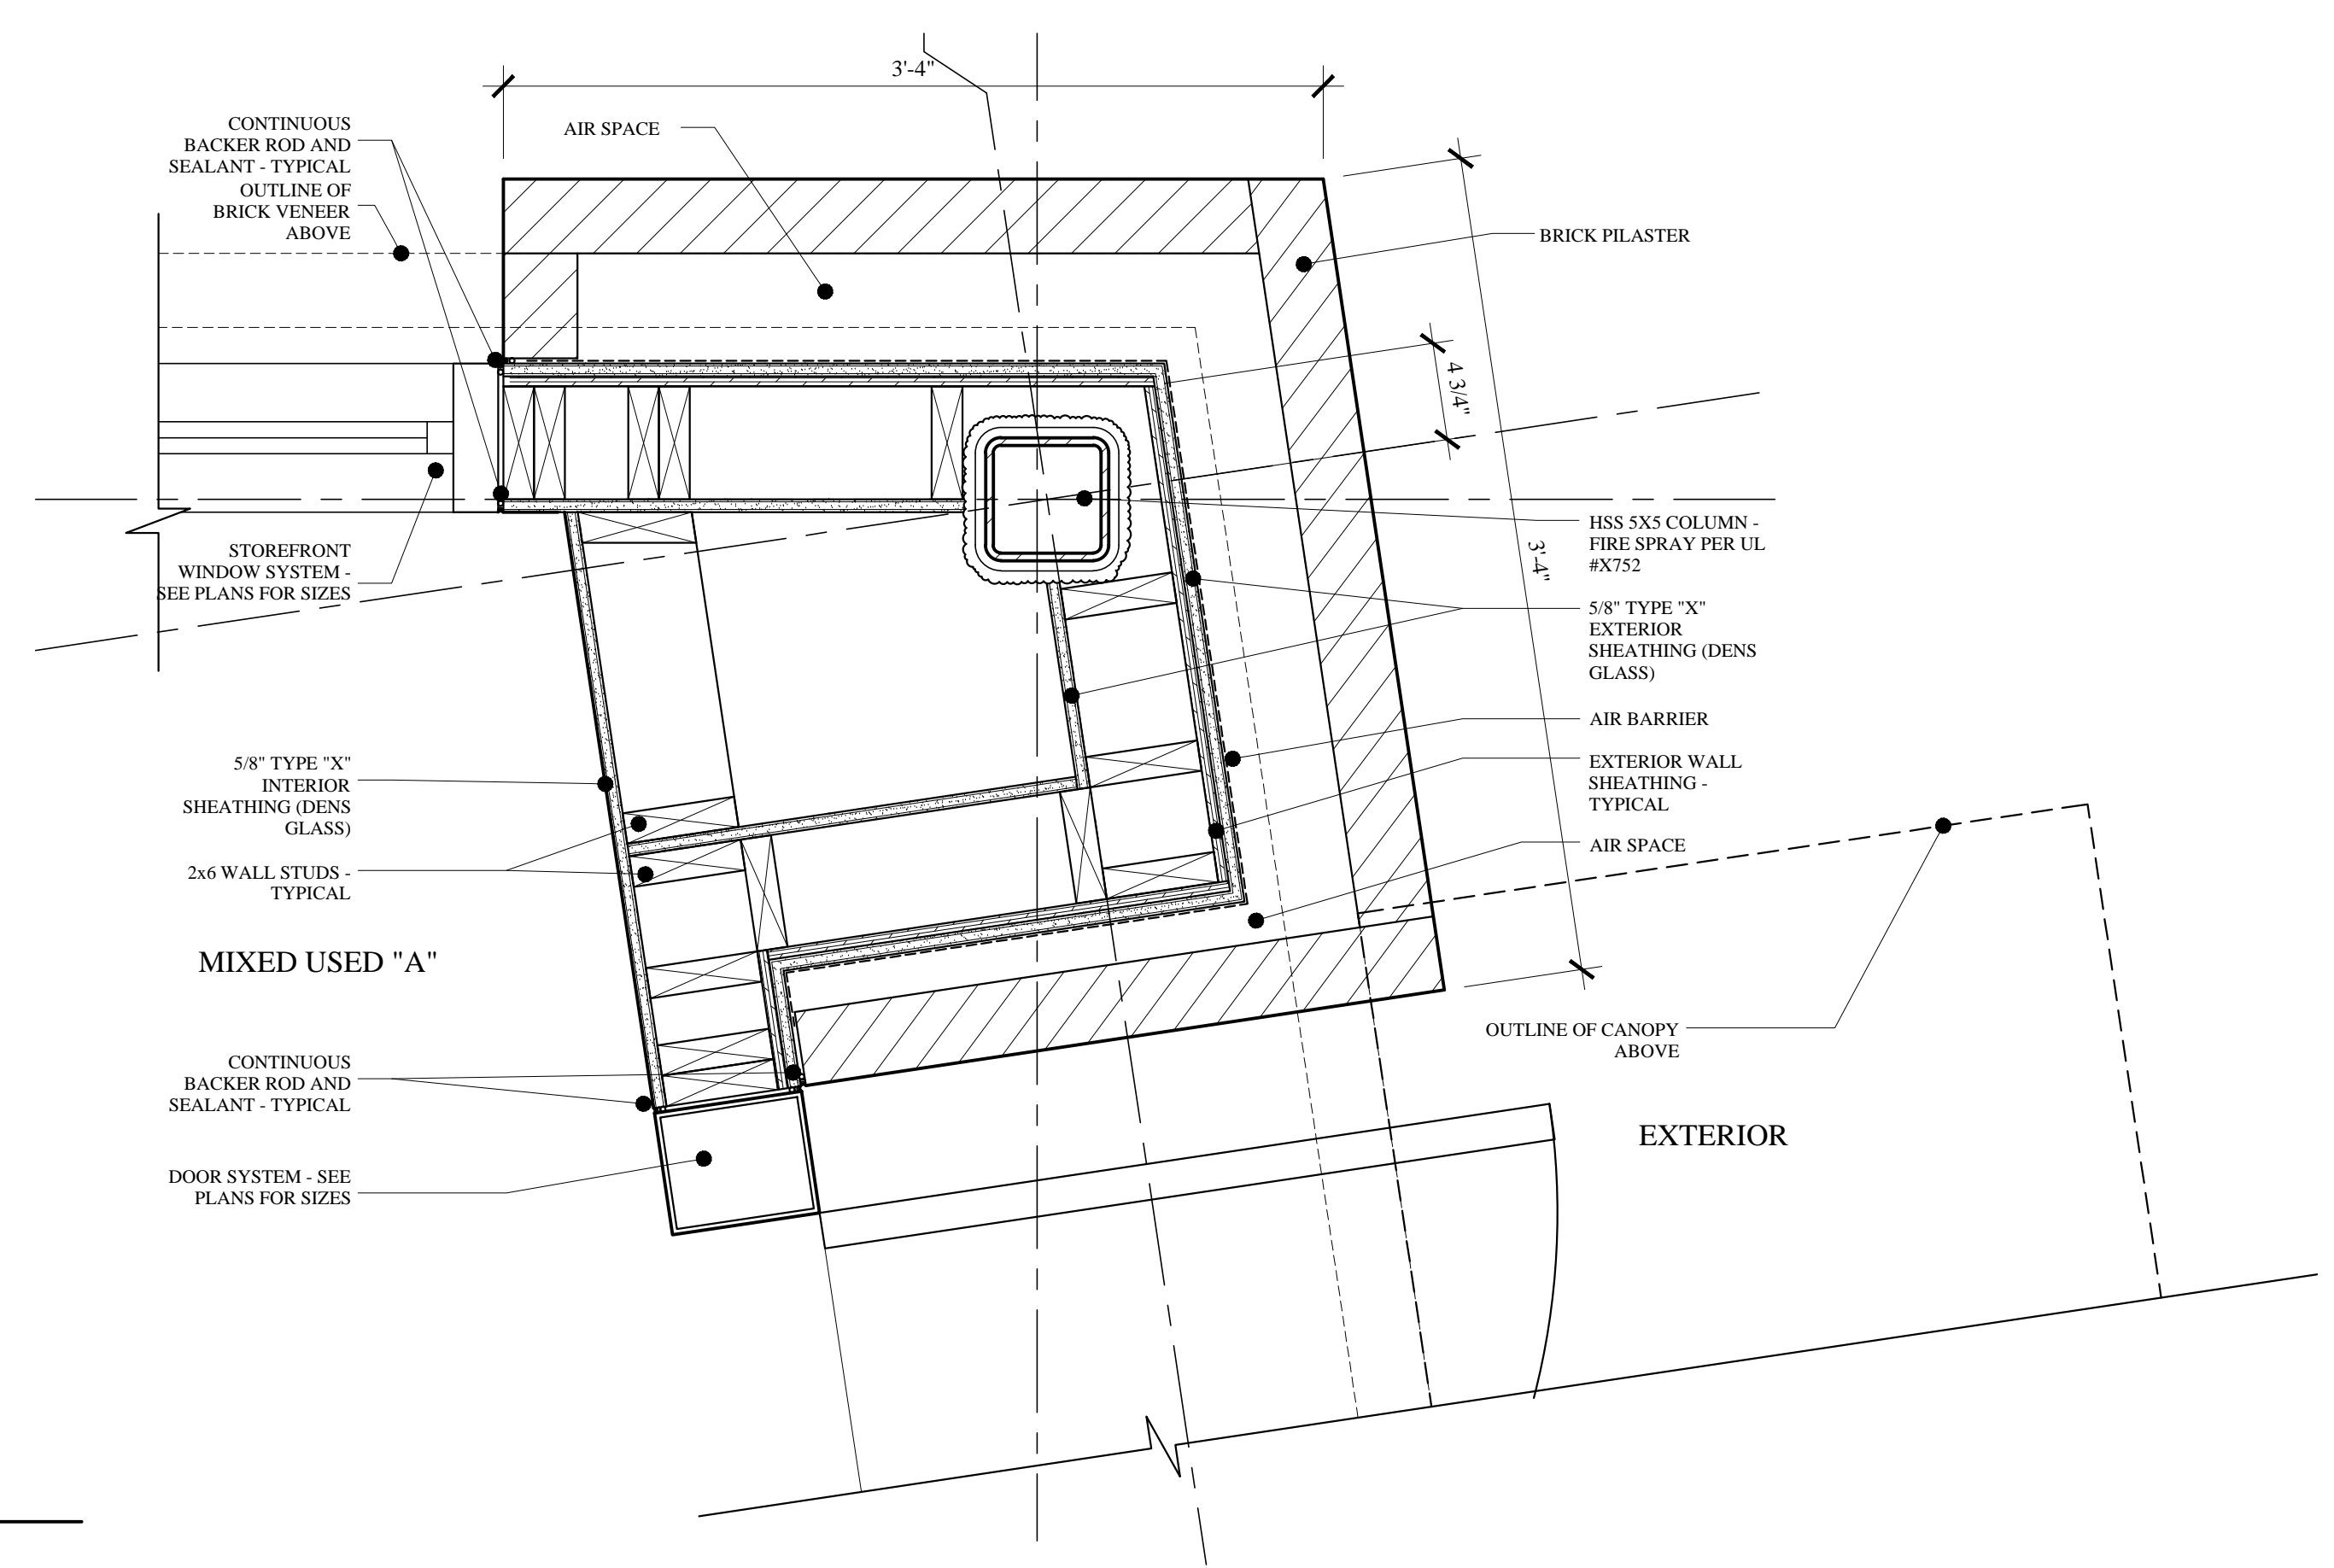 3'-4"
CONTINUOUS
BACKER ROD AND
SEALANT - TYPICAL
OUTLINE OF
BRICK VENEER
ABOVE
AIR SPACE
BRICK PILASTER
4 3/4"
3'-4"
STOREFRONT
WINDOW SYSTEM -
SEE PLANS FOR SIZES
HSS 5X5 COLUMN -
FIRE SPRAY PER UL
#X752
5/8" TYPE "X"
EXTERIOR
SHEATHING (DENS
GLASS)
AIR BARRIER
EXTERIOR WALL
SHEATHING -
TYPICAL
AIR SPACE
5/8" TYPE "X"
INTERIOR
SHEATHING (DENS
GLASS)
2x6 WALL STUDS -
TYPICAL
MIXED USED "A"
CONTINUOUS
BACKER ROD AND
SEALANT - TYPICAL
DOOR SYSTEM - SEE
PLANS FOR SIZES
OUTLINE OF CANOPY
ABOVE
EXTERIOR